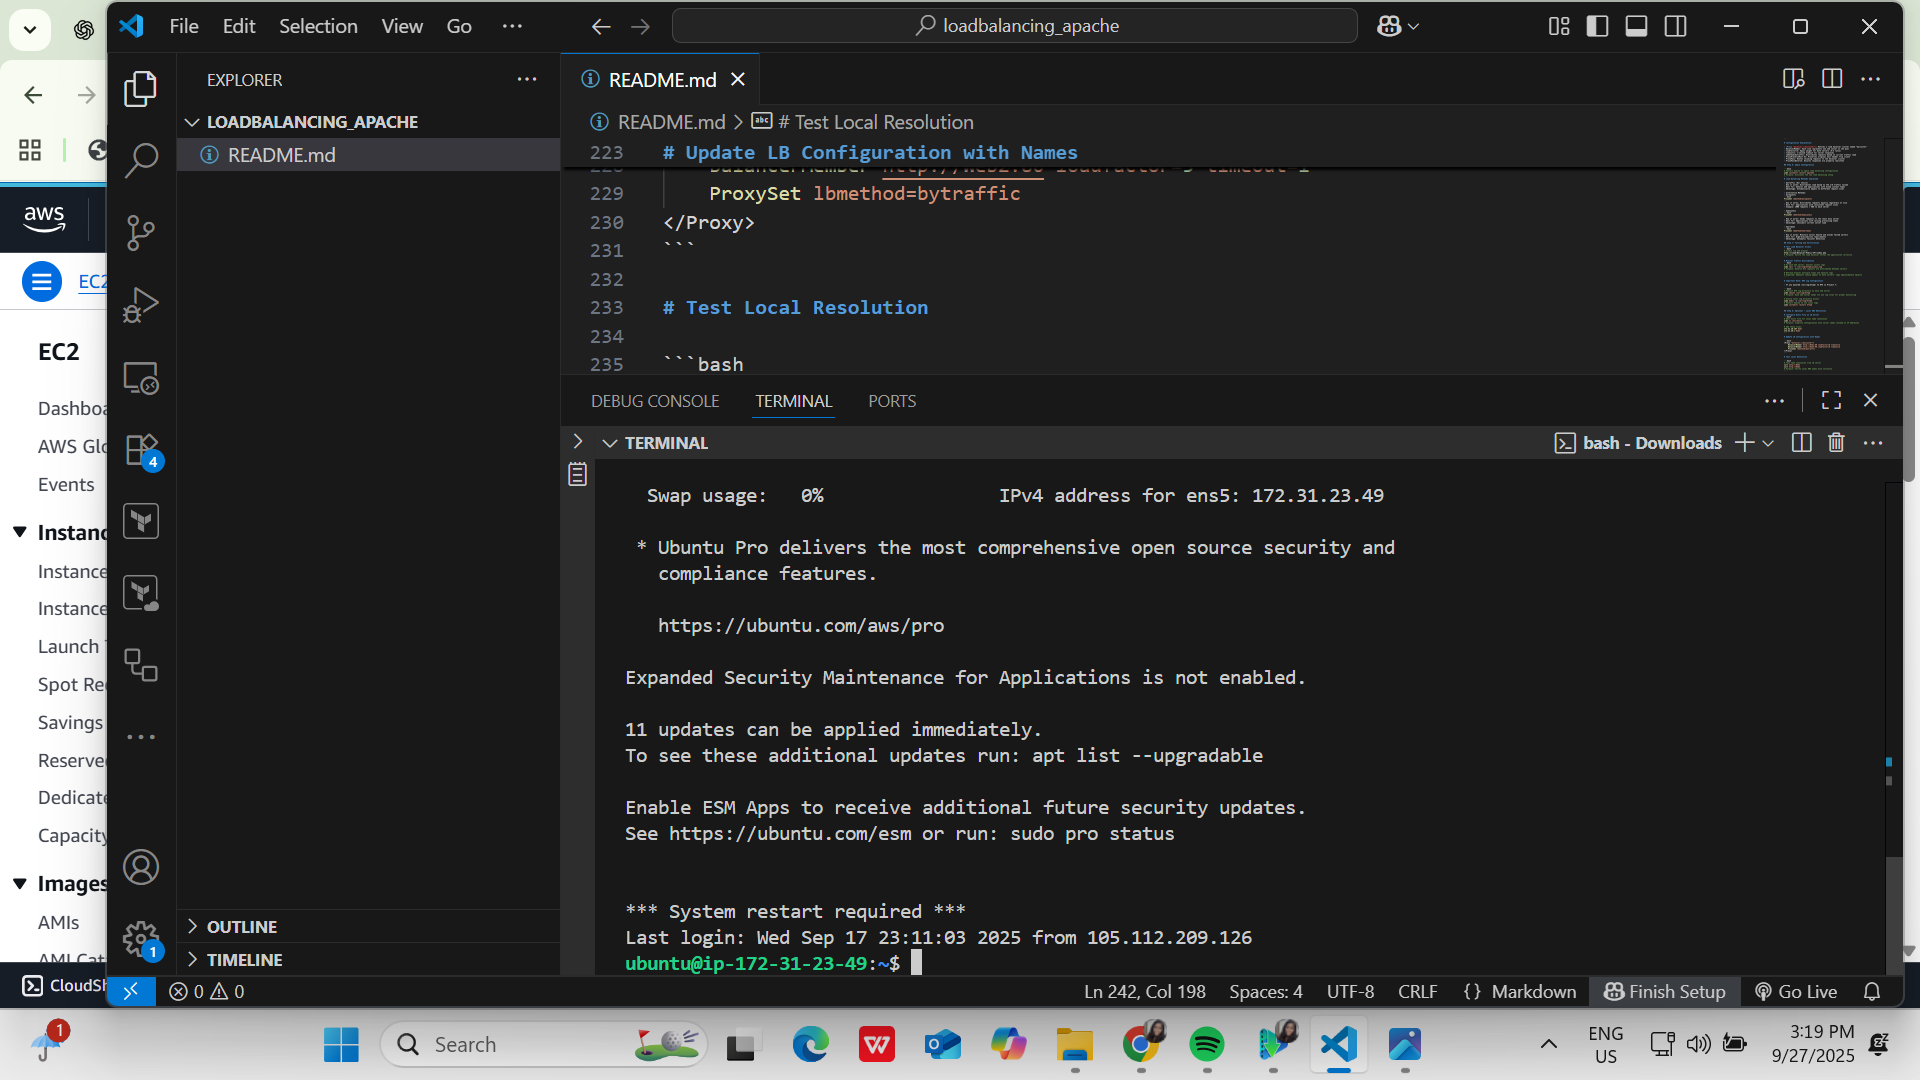 File Edit Selection View Go ···
loadbalancing_apache
EXPLORER
LOADBALANCING_APACHE
README.md
OUTLINE
TIMELINE
4
1
README.md
README.md > # Test Local Resolution
223 # Update LB Configuration with Names
229 ProxySet lbmethod=bytraffic
230 </Proxy>
231 ```
232
233 # Test Local Resolution
234
235 ```bash
DEBUG CONSOLE TERMINAL PORTS
TERMINAL
bash - Downloads
Swap usage: 0% IPv4 address for ens5: 172.31.23.49
* Ubuntu Pro delivers the most comprehensive open source security and
compliance features.
https://ubuntu.com/aws/pro
Expanded Security Maintenance for Applications is not enabled.
11 updates can be applied immediately.
To see these additional updates run: apt list --upgradable
Enable ESM Apps to receive additional future security updates.
See https://ubuntu.com/esm or run: sudo pro status
*** System restart required ***
Last login: Wed Sep 17 23:11:03 2025 from 105.112.209.126
ubuntu@ip-172-31-23-49:~$
0 0
Ln 242, Col 198 Spaces: 4 UTF-8 CRLF {} Markdown Finish Setup Go Live
aws
EC2
EC2
Dashboa
AWS Glo
Events
Instanc
Instance
Instance
Launch T
Spot Re
Savings
Reserve
Dedicate
Capacity
Images
AMIs
AMI Cat
CloudSh
1
Search
ENG
US
3:19 PM
9/27/2025